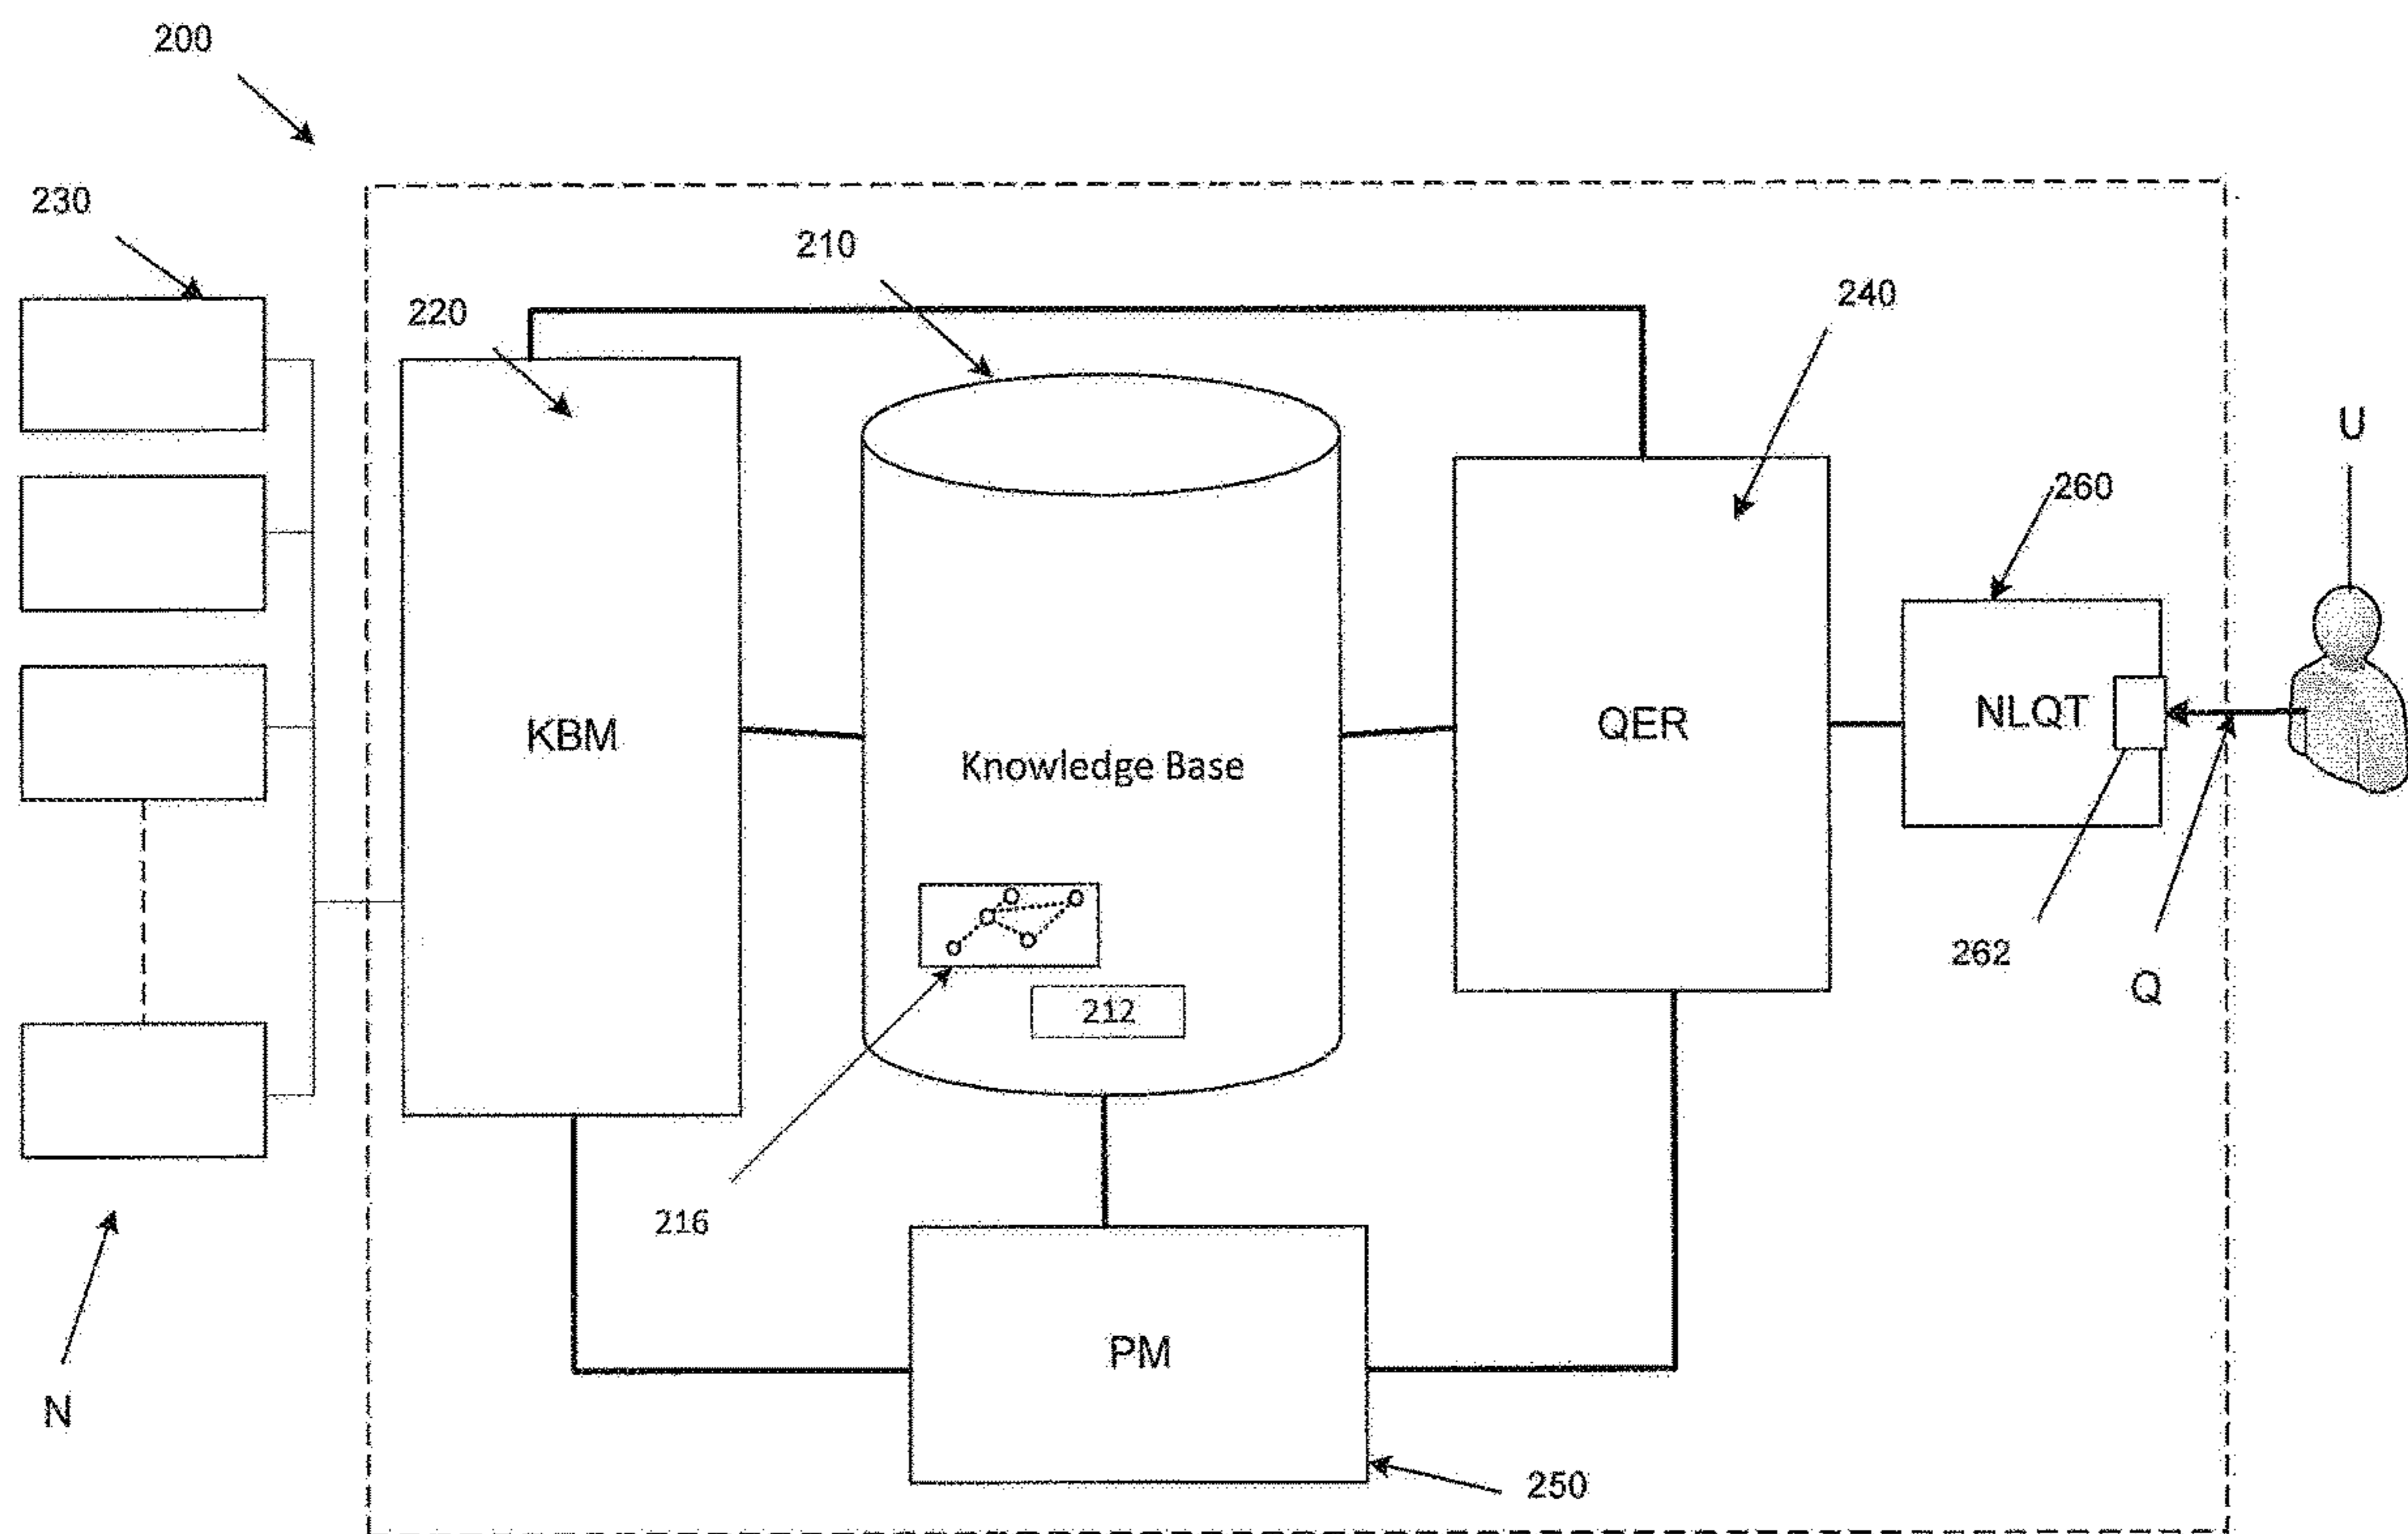 200
230
210
220
240
U
260
KBM
QER
NLQT
Knowledge Base
262
Q
212
216
PM
N
250